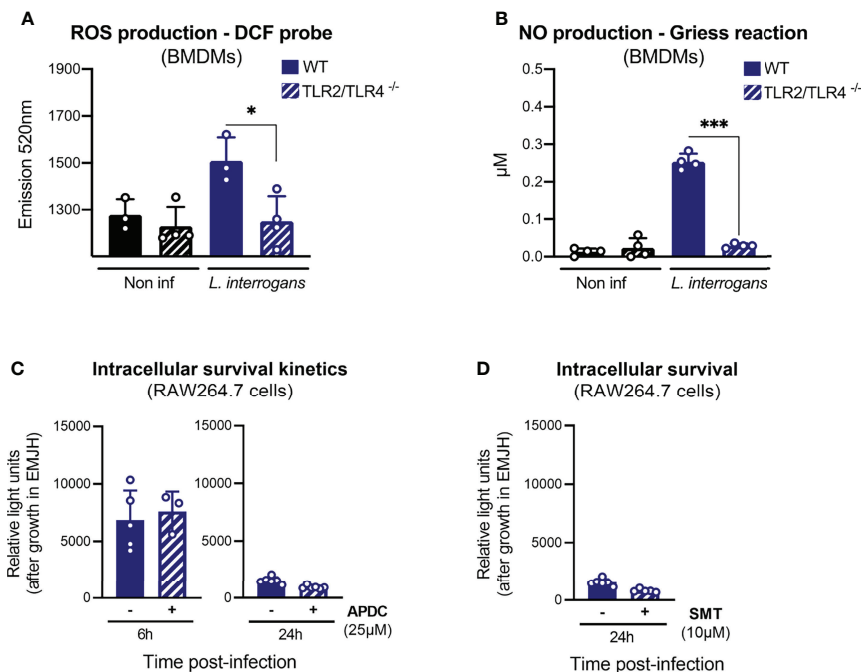 A
ROS production - DCF probe
(BMDMs)
WT
TLR2/TLR4 -/-
Emission 520nm
1900
1700
1500
1300
*
Non inf
L. interrogans
B
NO production - Griess reaction
(BMDMs)
WT
TLR2/TLR4 -/-
µM
0.5
0.4
0.3
0.2
0.1
0.0
***
Non inf
L. interrogans
C
Intracellular survival kinetics
(RAW264.7 cells)
Relative light units
(after growth in EMJH)
15000
10000
5000
0
- +
6h
15000
10000
5000
0
- + APDC
24h (25µM)
Time post-infection
D
Intracellular survival
(RAW264.7 cells)
Relative light units
(after growth in EMJH)
15000
10000
5000
0
- + SMT
24h (10µM)
Time post-infection